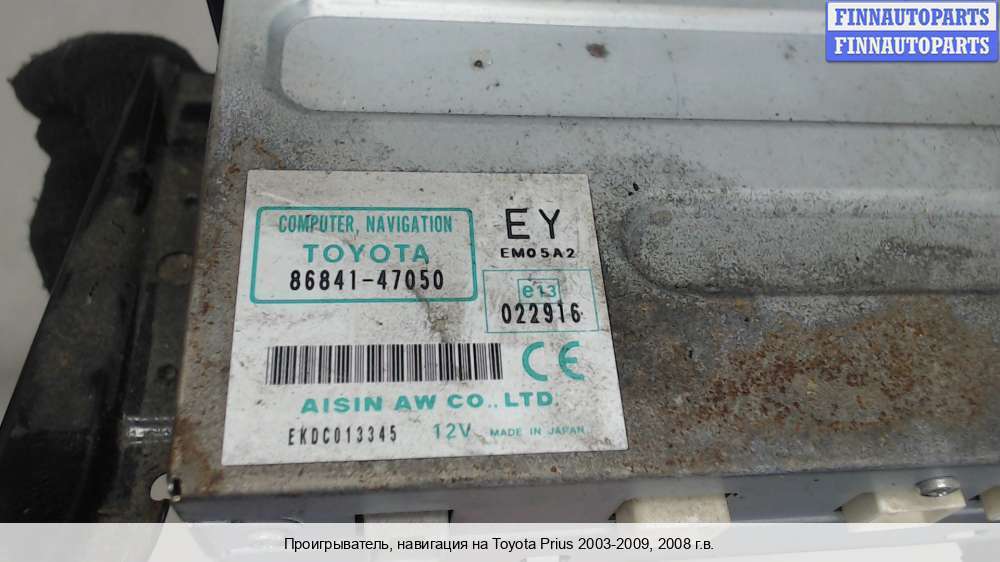 FINNAUTOPARTS
FINNAUTOPARTS
COMPUTER, NAVIGATION
TOYOTA
86841-47050
EY
EM05A2
e13
022916
CE
AISIN AW CO., LTD.
EKDC013345 12V MADE IN JAPAN
Проигрыватель, навигация на Toyota Prius 2003-2009, 2008 г.в.